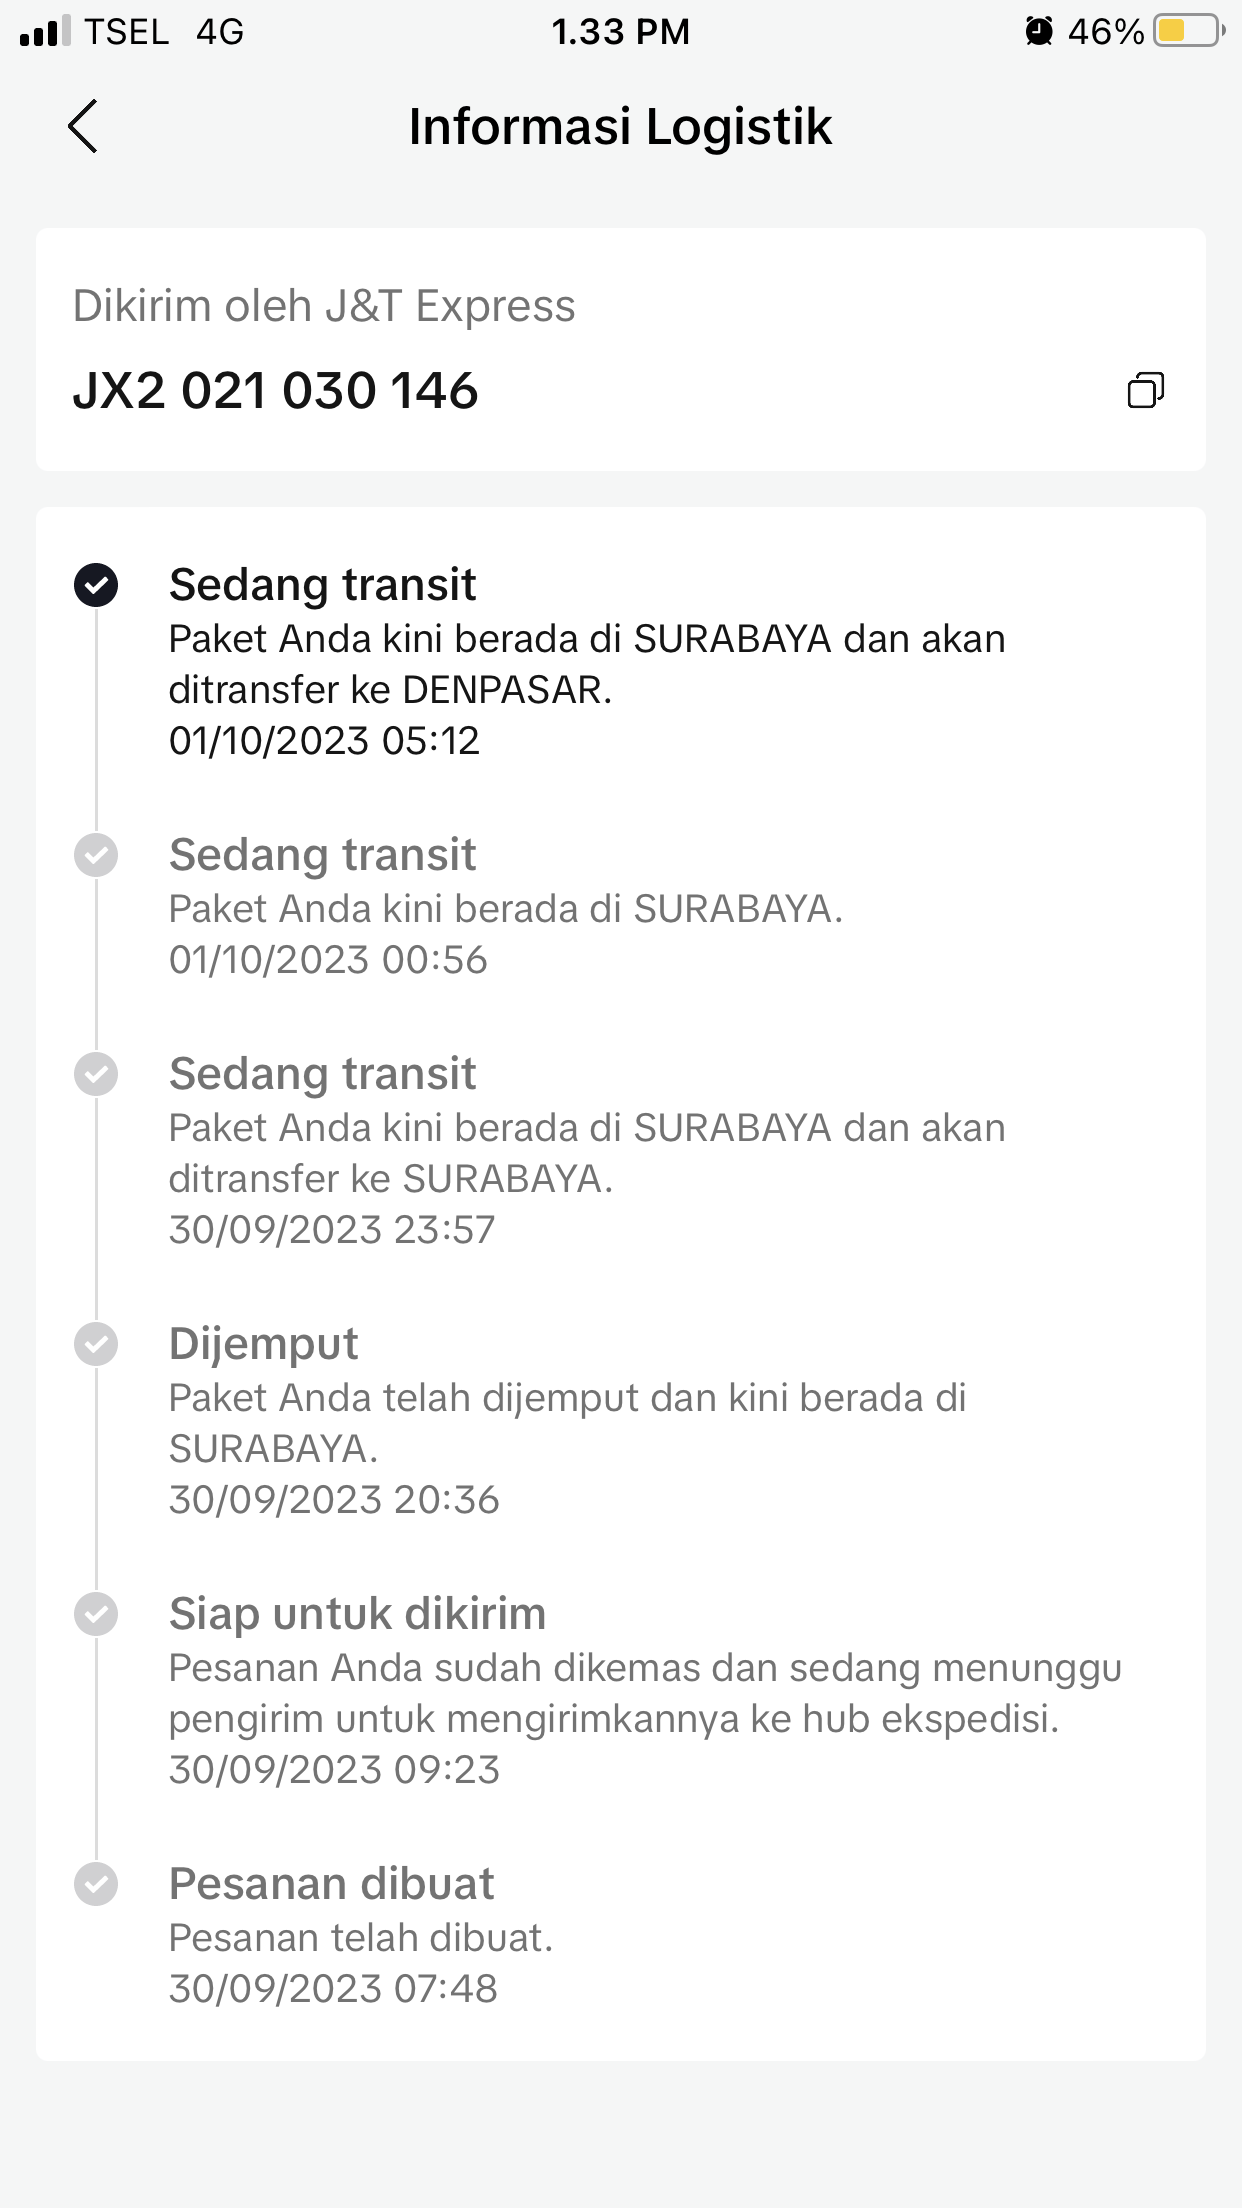 TSEL 4G 1.33 PM 46%
Informasi Logistik
Dikirim oleh J&T Express
JX2 021 030 146
Sedang transit
Paket Anda kini berada di SURABAYA dan akan
ditransfer ke DENPASAR.
01/10/2023 05:12
Sedang transit
Paket Anda kini berada di SURABAYA.
01/10/2023 00:56
Sedang transit
Paket Anda kini berada di SURABAYA dan akan
ditransfer ke SURABAYA.
30/09/2023 23:57
Dijemput
Paket Anda telah dijemput dan kini berada di
SURABAYA.
30/09/2023 20:36
Siap untuk dikirim
Pesanan Anda sudah dikemas dan sedang menunggu
pengirim untuk mengirimkannya ke hub ekspedisi.
30/09/2023 09:23
Pesanan dibuat
Pesanan telah dibuat.
30/09/2023 07:48